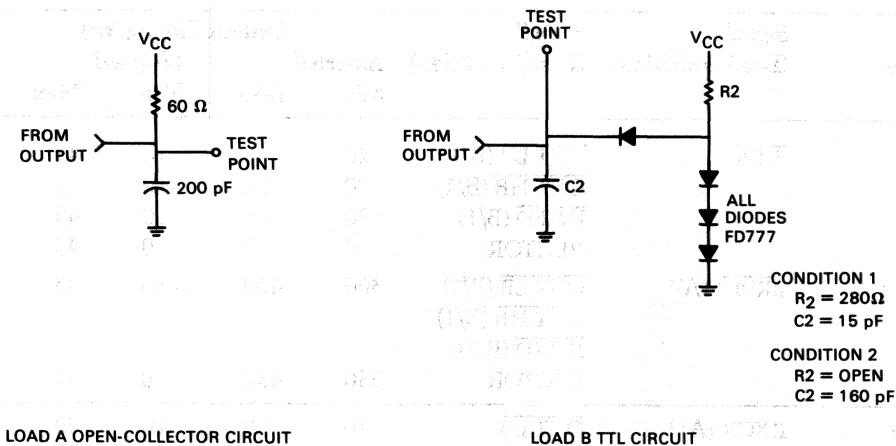 VCC
60 Ω
FROM
OUTPUT
TEST
POINT
200 pF
LOAD A OPEN-COLLECTOR CIRCUIT
TEST
POINT
VCC
R2
FROM
OUTPUT
C2
ALL
DIODES
FD777
CONDITION 1
R2 = 280Ω
C2 = 15 pF
CONDITION 2
R2 = OPEN
C2 = 160 pF
LOAD B TTL CIRCUIT